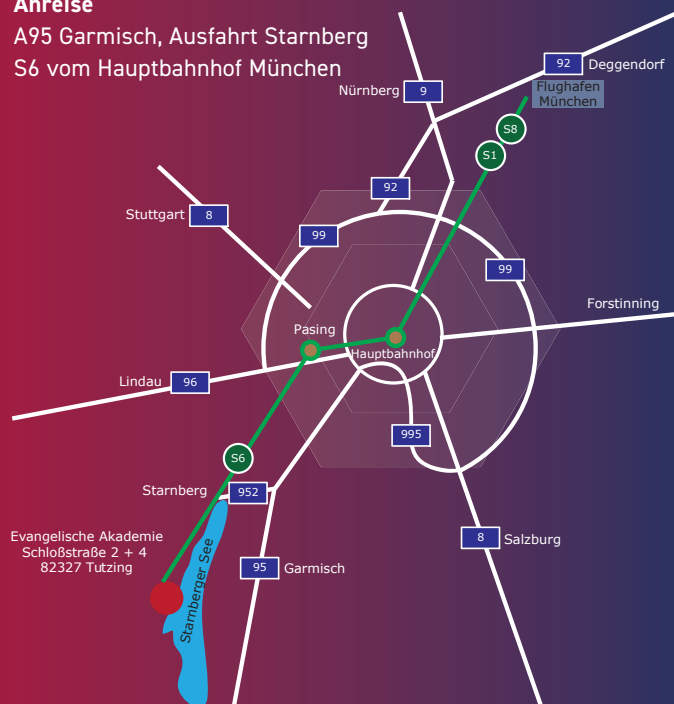 Anreise
A95 Garmisch, Ausfahrt Starnberg
S6 vom Hauptbahnhof München
92
Deggendorf
Nürnberg
9
Flughafen
München
S8
S1
92
Stuttgart
8
99
99
Forstinning
Pasing
Hauptbahnhof
Lindau
96
995
S6
Starnberg
952
Evangelische Akademie
Schloßstraße 2 + 4
82327 Tutzing
8
Salzburg
95
Garmisch
Starnberger See